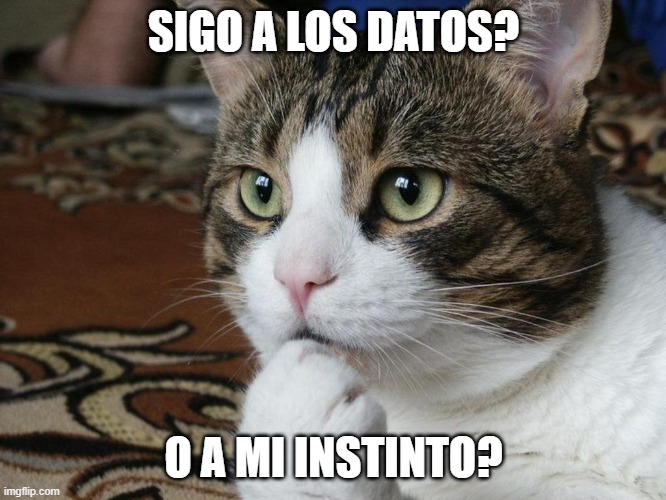 SIGO A LOS DATOS?
O A MI INSTINTO?
imgflip.com